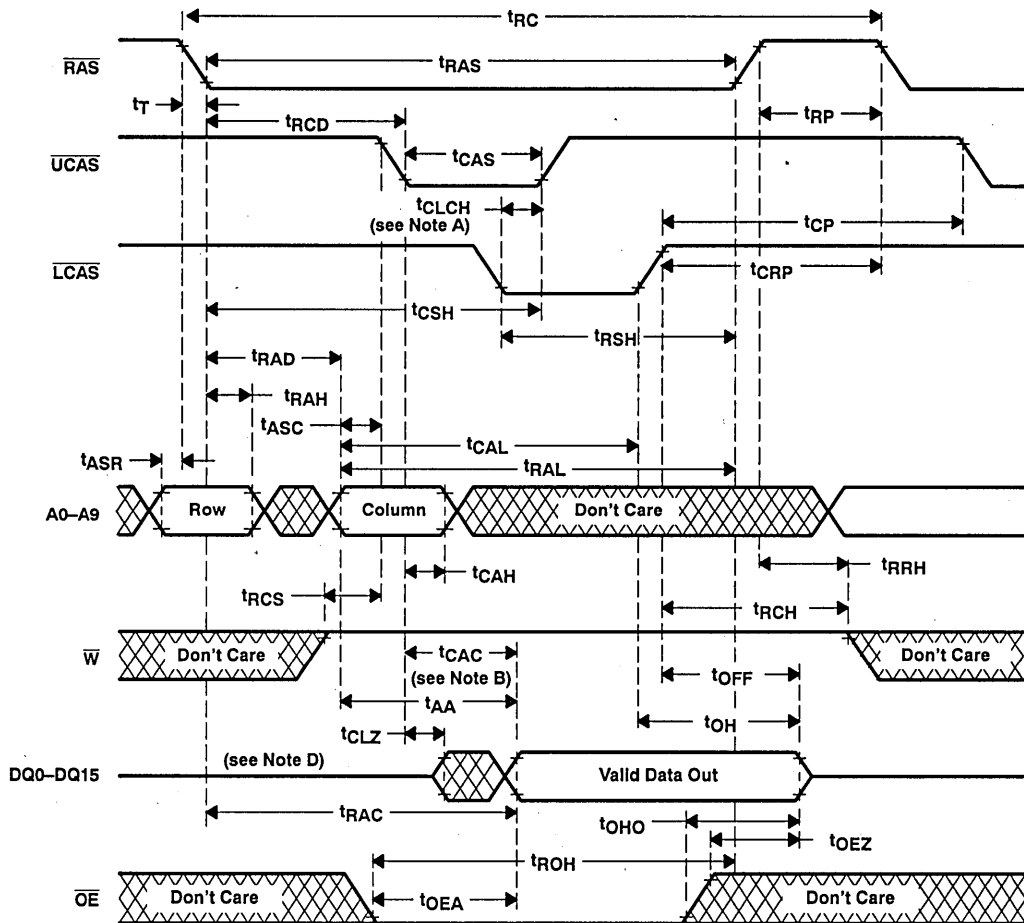 tRC
RAS
tRAS
tT
tRCD
tRP
UCAS
tCAS
tCLCH
(see Note A)
tCP
LCAS
tCRP
tCSH
tRSH
tRAD
tRAH
tASC
tCAL
tASR
tRAL
A0–A9
Row
Column
Don't Care
tCAH
tRRH
tRCS
tRCH
W
Don't Care
tCAC
Don't Care
(see Note B)
tOFF
tAA
tOH
tCLZ
(see Note D)
DQ0–DQ15
Valid Data Out
tRAC
tOHO
tOEZ
tROH
OE
Don't Care
tOEA
Don't Care